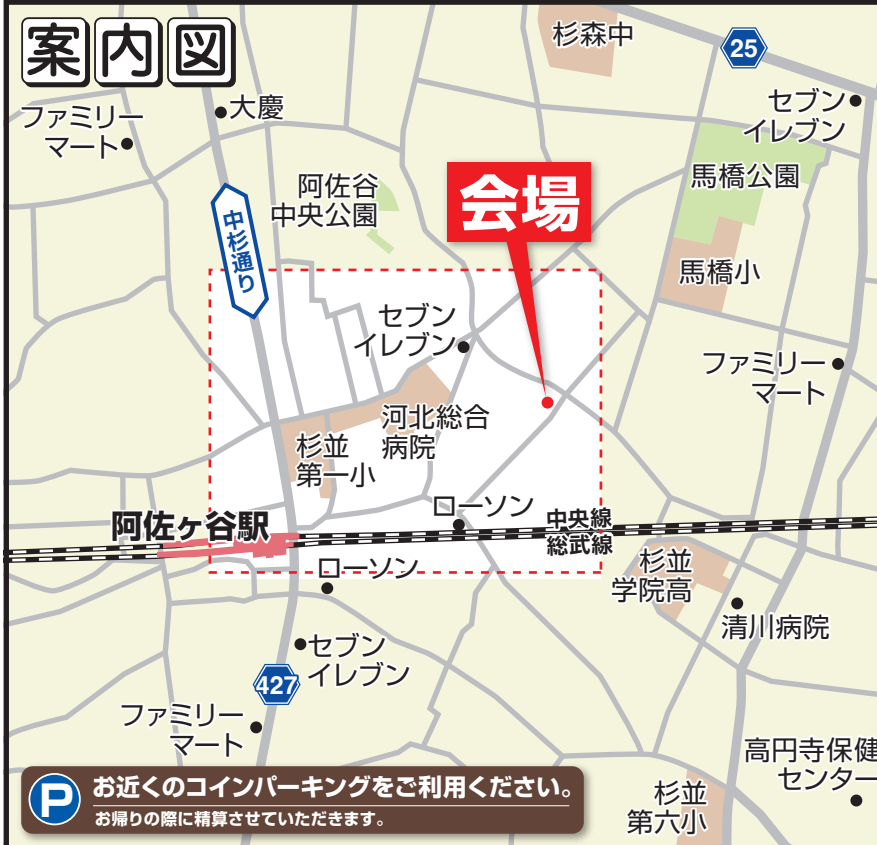 案内図
杉森中
25
セブン
イレブン
ファミリー
マート
大慶
阿佐谷
中央公園
会場
馬橋公園
馬橋小
中杉通り
セブン
イレブン
ファミリー
マート
河北総合
病院
杉並
第一小
ローソン
中央線
総武線
阿佐ヶ谷駅
ローソン
杉並
学院高
清川病院
セブン
イレブン
427
ファミリー
マート
高円寺保健
センター
杉並
第六小
P
お近くのコインパーキングをご利用ください。
お帰りの際に精算させていただきます。